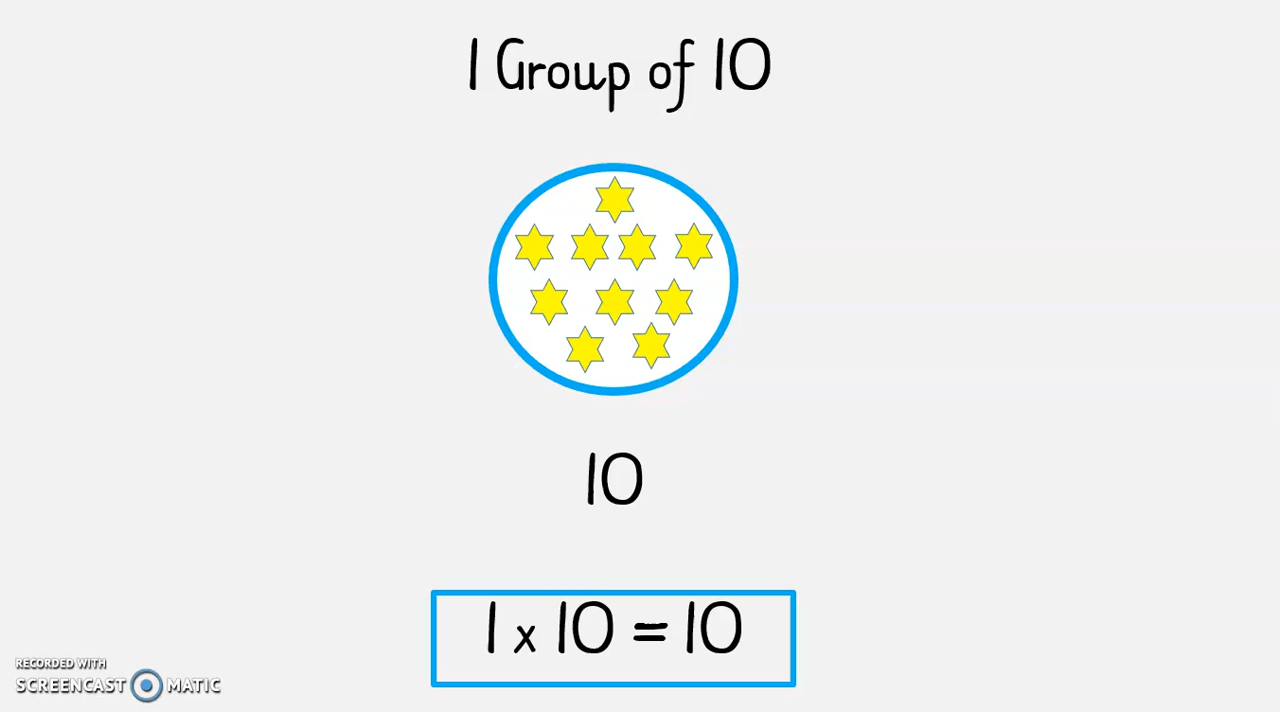 1 Group of 10
10
1 x 10 = 10
RECORDED WITH
SCREENCAST MATIC